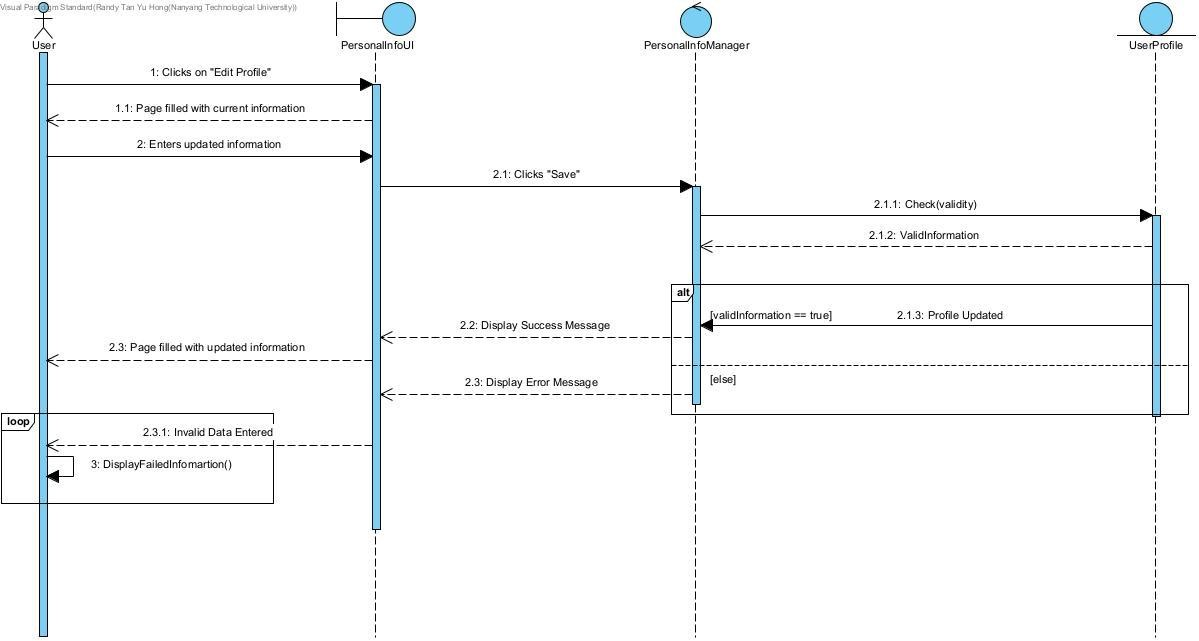 Visual Paradigm Standard(Randy Tan Yu Hong(Nanyang Technological University))
User
PersonalInfoUI
PersonalInfoManager
UserProfile
1: Clicks on "Edit Profile"
1.1: Page filled with current information
2: Enters updated information
2.1: Clicks "Save"
2.1.1: Check(validity)
2.1.2: ValidInformation
alt
[validInformation == true]
2.1.3: Profile Updated
2.2: Display Success Message
2.3: Page filled with updated information
[else]
2.3: Display Error Message
loop
2.3.1: Invalid Data Entered
3: DisplayFailedInfomartion()